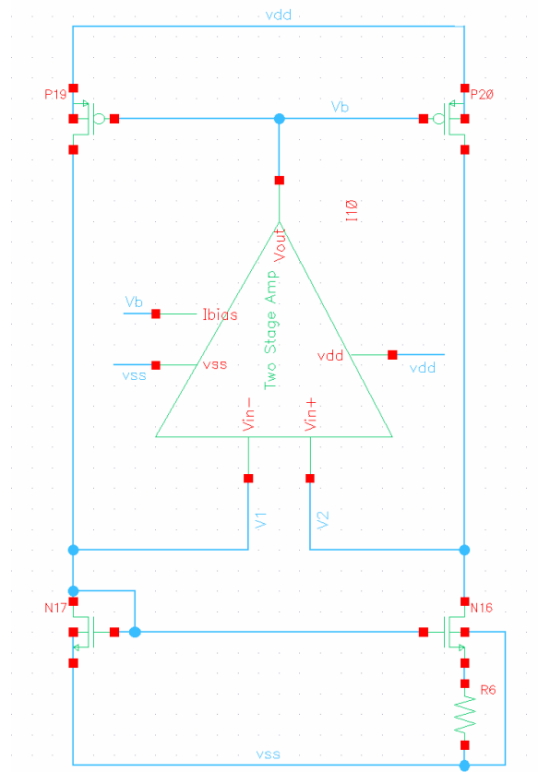 vdd
P19
P20
Vb
I10
Vout
Two Stage Amp
Vb
Ibias
vss
vss
vdd
vdd
Vin-
Vin+
V1
V2
N17
N16
R6
vss